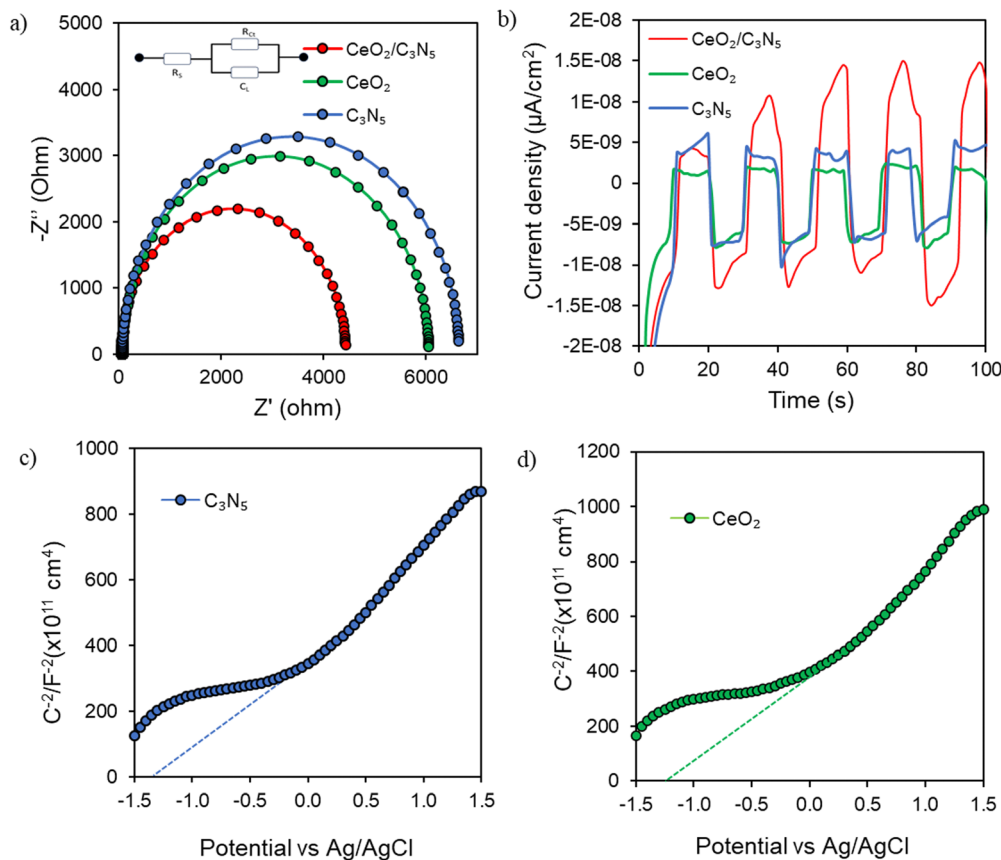 a)
-Z’’ (Ohm)
5000
4000
3000
2000
1000
0
R_Ct
R_S
C_L
CeO₂/C₃N₅
CeO₂
C₃N₅
0
2000
4000
6000
Z' (ohm)
b)
Current density (µA/cm²)
2E-08
1.5E-08
1E-08
5E-09
0
-5E-09
-1E-08
-1.5E-08
-2E-08
CeO₂/C₃N₅
CeO₂
C₃N₅
0
20
40
60
80
100
Time (s)
c)
C⁻²/F⁻²(x10¹¹ cm⁴)
1000
800
600
400
200
0
C₃N₅
-1.5
-1.0
-0.5
0.0
0.5
1.0
1.5
Potential vs Ag/AgCl
d)
C⁻²/F⁻²(x10¹¹ cm⁴)
1200
1000
800
600
400
200
0
CeO₂
-1.5
-1.0
-0.5
0.0
0.5
1.0
1.5
Potential vs Ag/AgCl